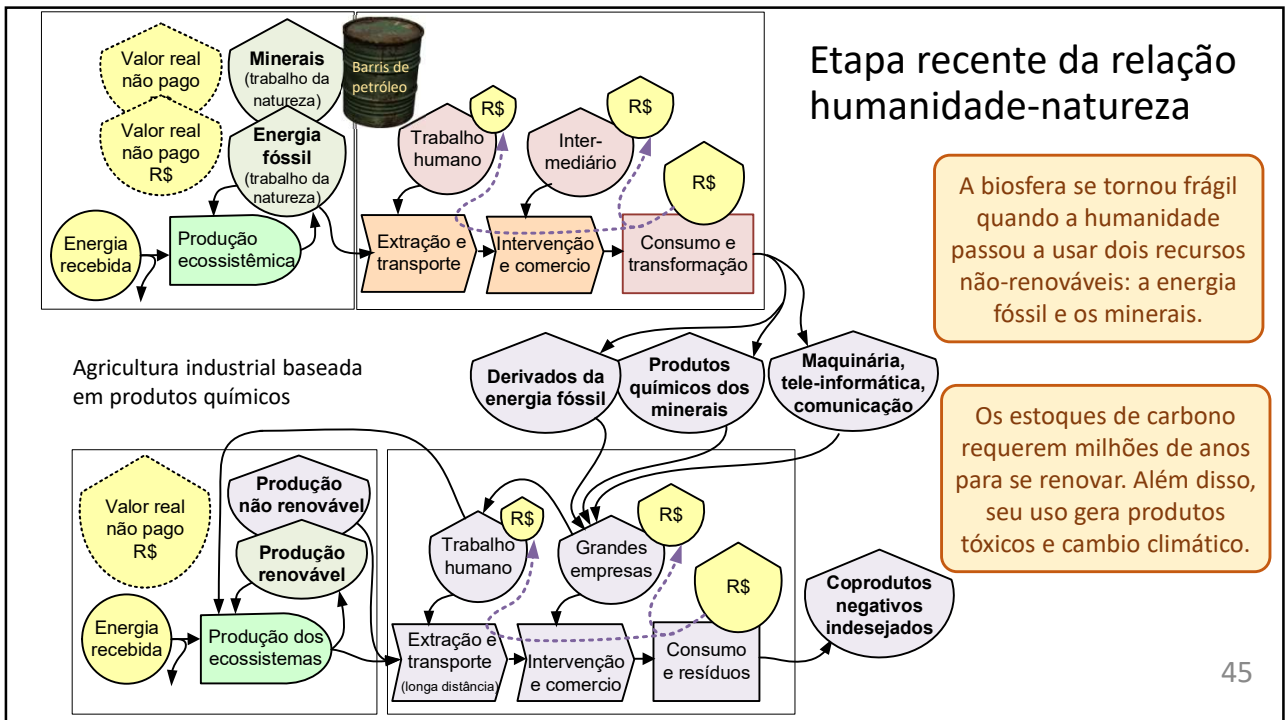 Etapa recente da relação
humanidade-natureza
Valor real
não pago
Valor real
não pago
R$
Minerais
(trabalho da
natureza)
Energia
fóssil
(trabalho da
natureza)
Barris de
petróleo
Energia
recebida
Produção
ecossistêmica
Trabalho
humano
R$
Inter-
mediário
R$
R$
Extração e
transporte
Intervenção
e comercio
Consumo e
transformação
A biosfera se tornou frágil
quando a humanidade
passou a usar dois recursos
não-renováveis: a energia
fóssil e os minerais.
Agricultura industrial baseada
em produtos químicos
Derivados da
energia fóssil
Produtos
químicos dos
minerais
Maquinária,
tele-informática,
comunicação
Os estoques de carbono
requerem milhões de anos
para se renovar. Além disso,
seu uso gera produtos
tóxicos e cambio climático.
Valor real
não pago
R$
Produção
não renovável
Produção
renovável
Energia
recebida
Produção dos
ecossistemas
Trabalho
humano
R$
Grandes
empresas
R$
R$
Extração e
transporte
(longa distância)
Intervenção
e comercio
Consumo
e resíduos
Coprodutos
negativos
indesejados
45